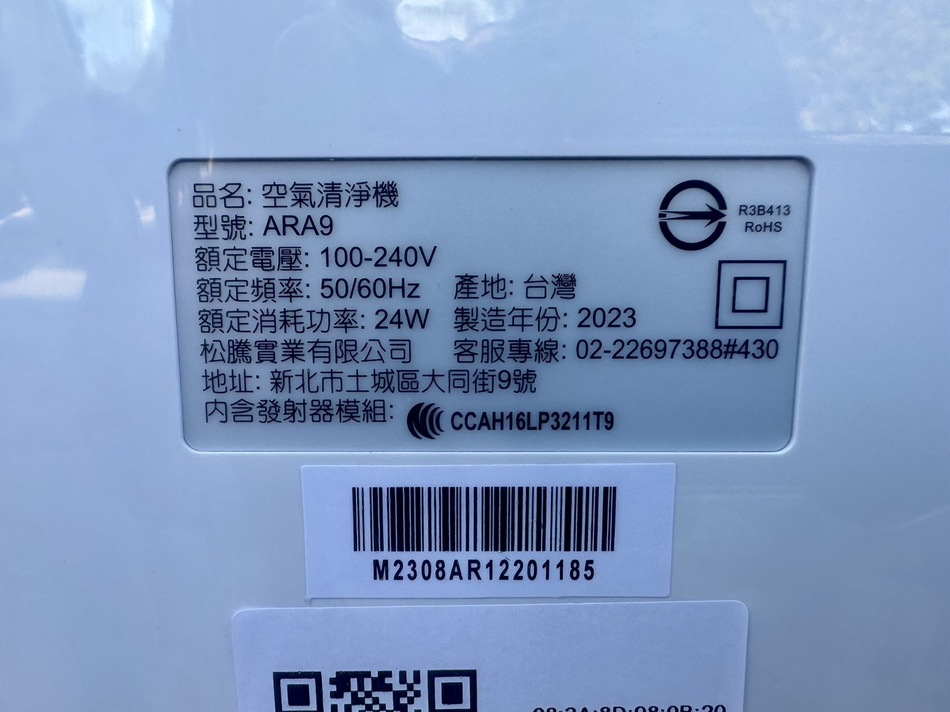 品名: 空氣清淨機
型號: ARA9
額定電壓: 100-240V
額定頻率: 50/60Hz 產地: 台灣
額定消耗功率: 24W 製造年份: 2023
松騰實業有限公司 客服專線: 02-22697388#430
地址: 新北市土城區大同街9號
內含發射器模組: CCAH16LP3211T9
R3B413
RoHS
M2308AR12201185